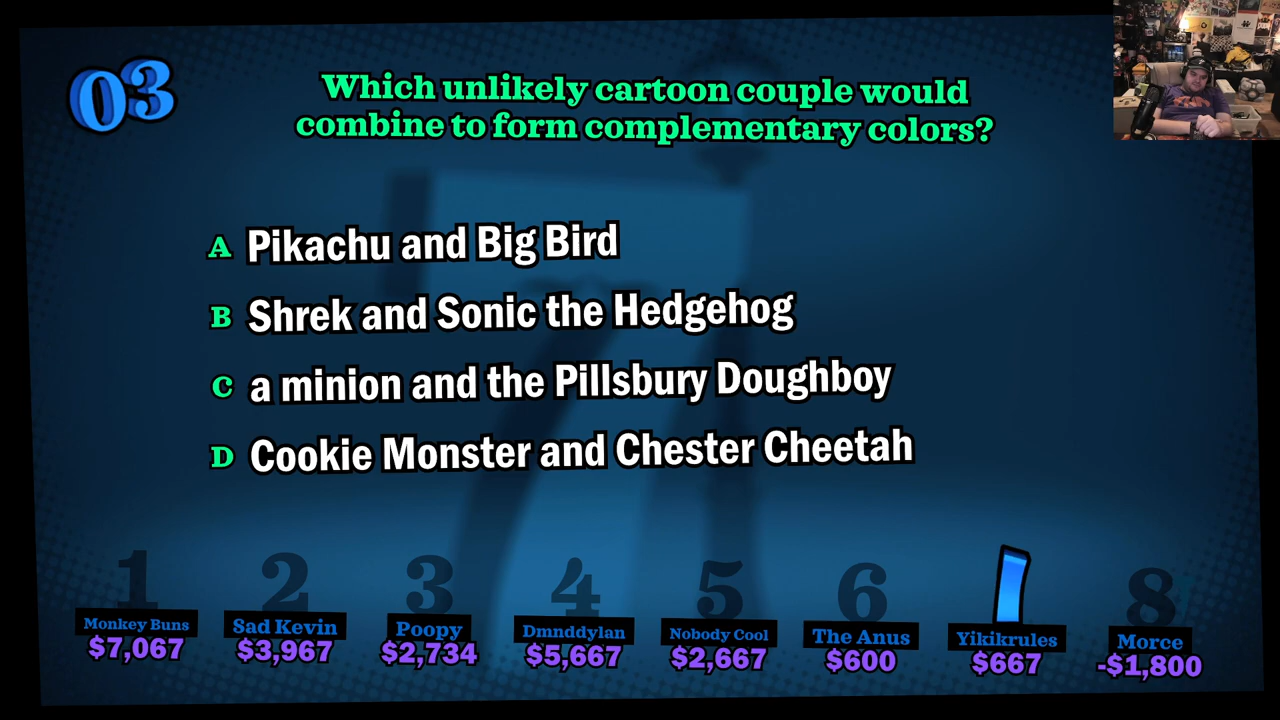 03
Which unlikely cartoon couple would
combine to form complementary colors?
A Pikachu and Big Bird
B Shrek and Sonic the Hedgehog
C a minion and the Pillsbury Doughboy
D Cookie Monster and Chester Cheetah
1 2 3 4 5 6 8
Monkey Buns Sad Kevin Poopy Dmnddylan Nobody Cool The Anus Yikikrules Morce
$7,067 $3,967 $2,734 $5,667 $2,667 $600 $667 -$1,800